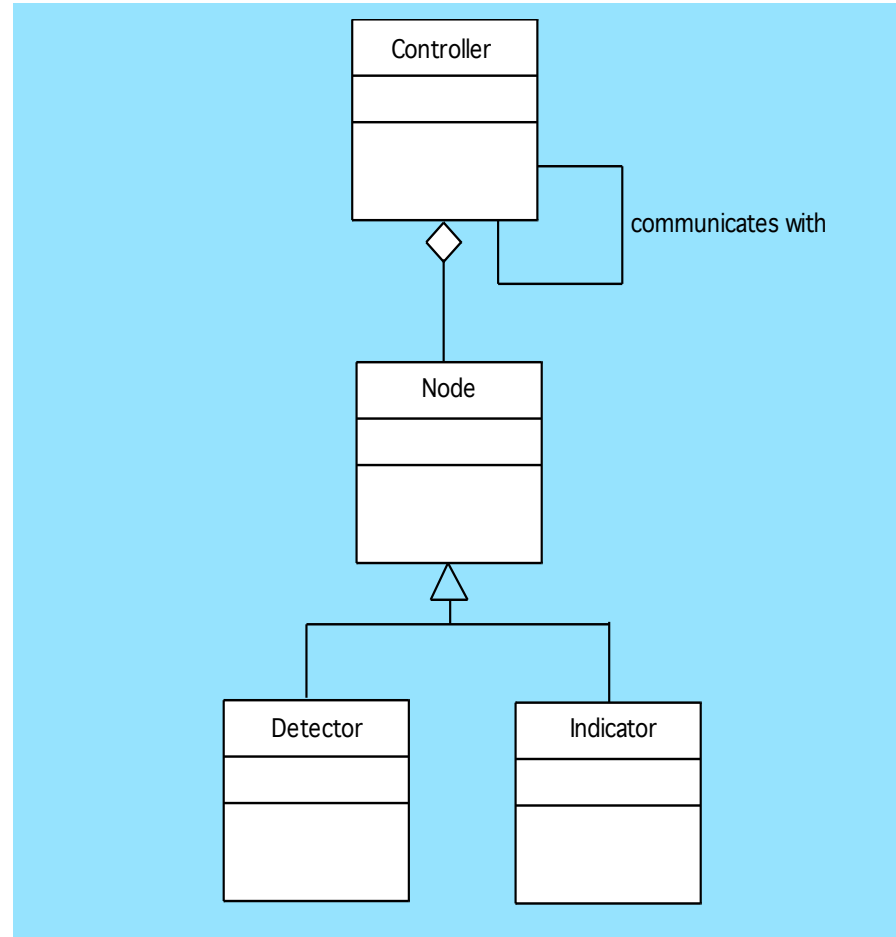 Controller
communicates with
Node
Detector
Indicator